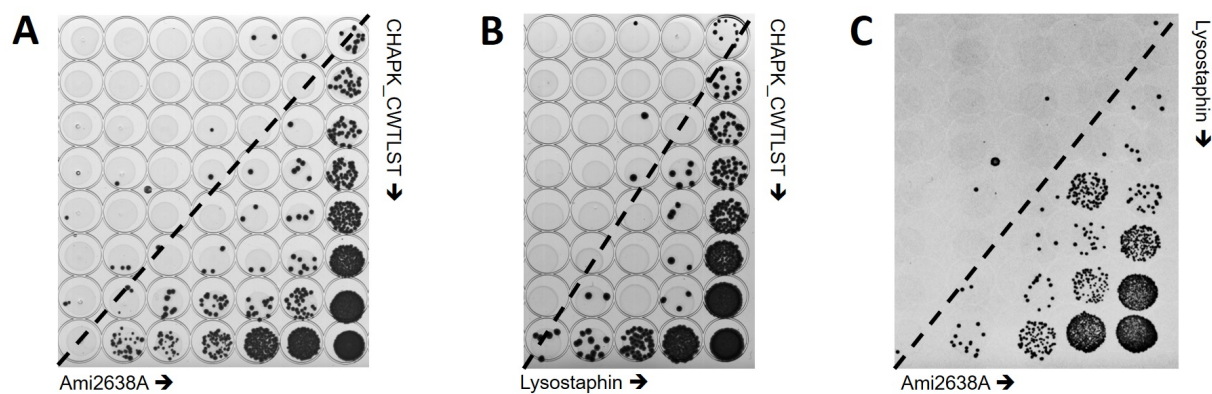 A
CHAPK_CWTLST ➔
Ami2638A ➔
B
CHAPK_CWTLST ➔
Lysostaphin ➔
C
Lysostaphin ➔
Ami2638A ➔